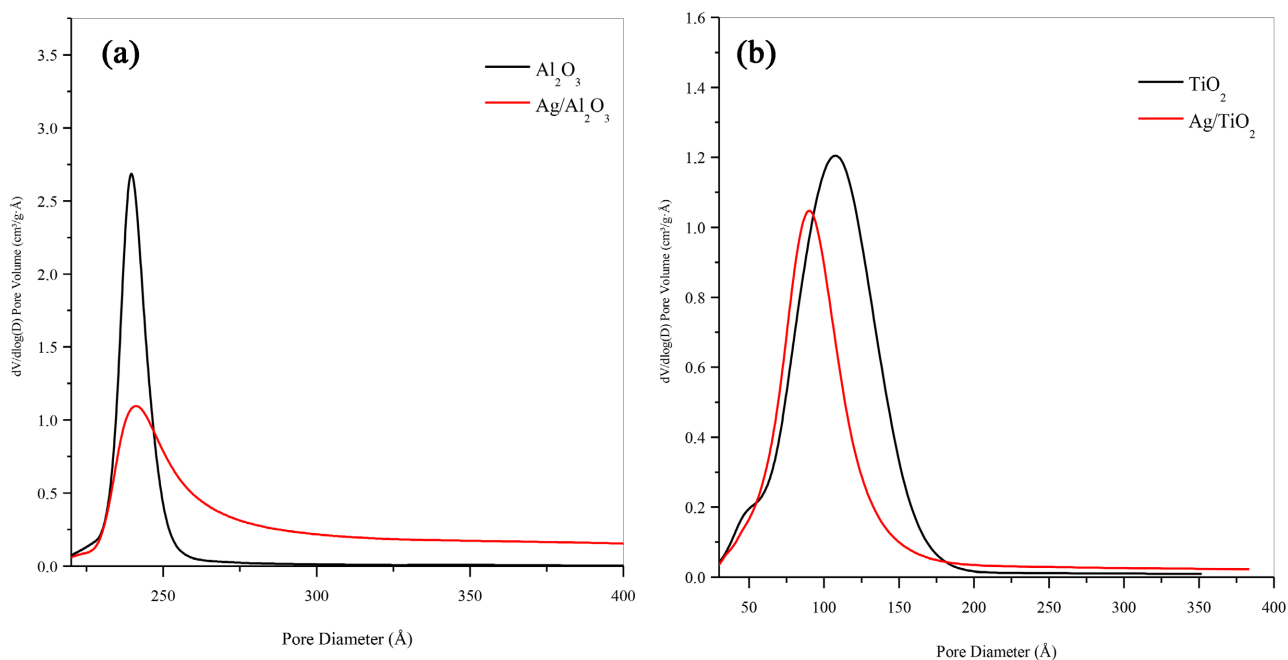 (a)
Al₂O₃
Ag/Al₂O₃
3.5
3.0
2.5
2.0
1.5
1.0
0.5
0.0
250
300
350
400
dV/dlog(D) Pore Volume (cm³/g·Å)
Pore Diameter (Å)
(b)
TiO₂
Ag/TiO₂
1.6
1.4
1.2
1.0
0.8
0.6
0.4
0.2
0.0
50
100
150
200
250
300
350
400
dV/dlog(D) Pore Volume (cm³/g·Å)
Pore Diameter (Å)